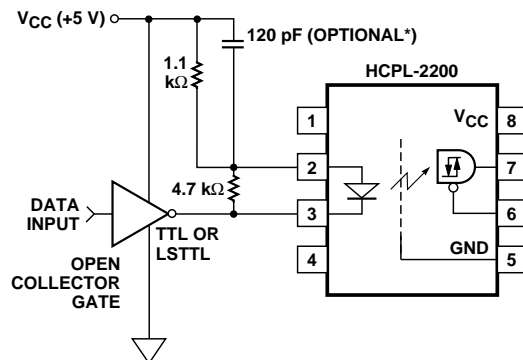 VCC (+5 V)
120 pF (OPTIONAL*)
1.1
kΩ
HCPL-2200
1
VCC
8
2
7
4.7 kΩ
DATA
INPUT
3
6
TTL OR
LSTTL
OPEN
COLLECTOR
GATE
4
GND
5